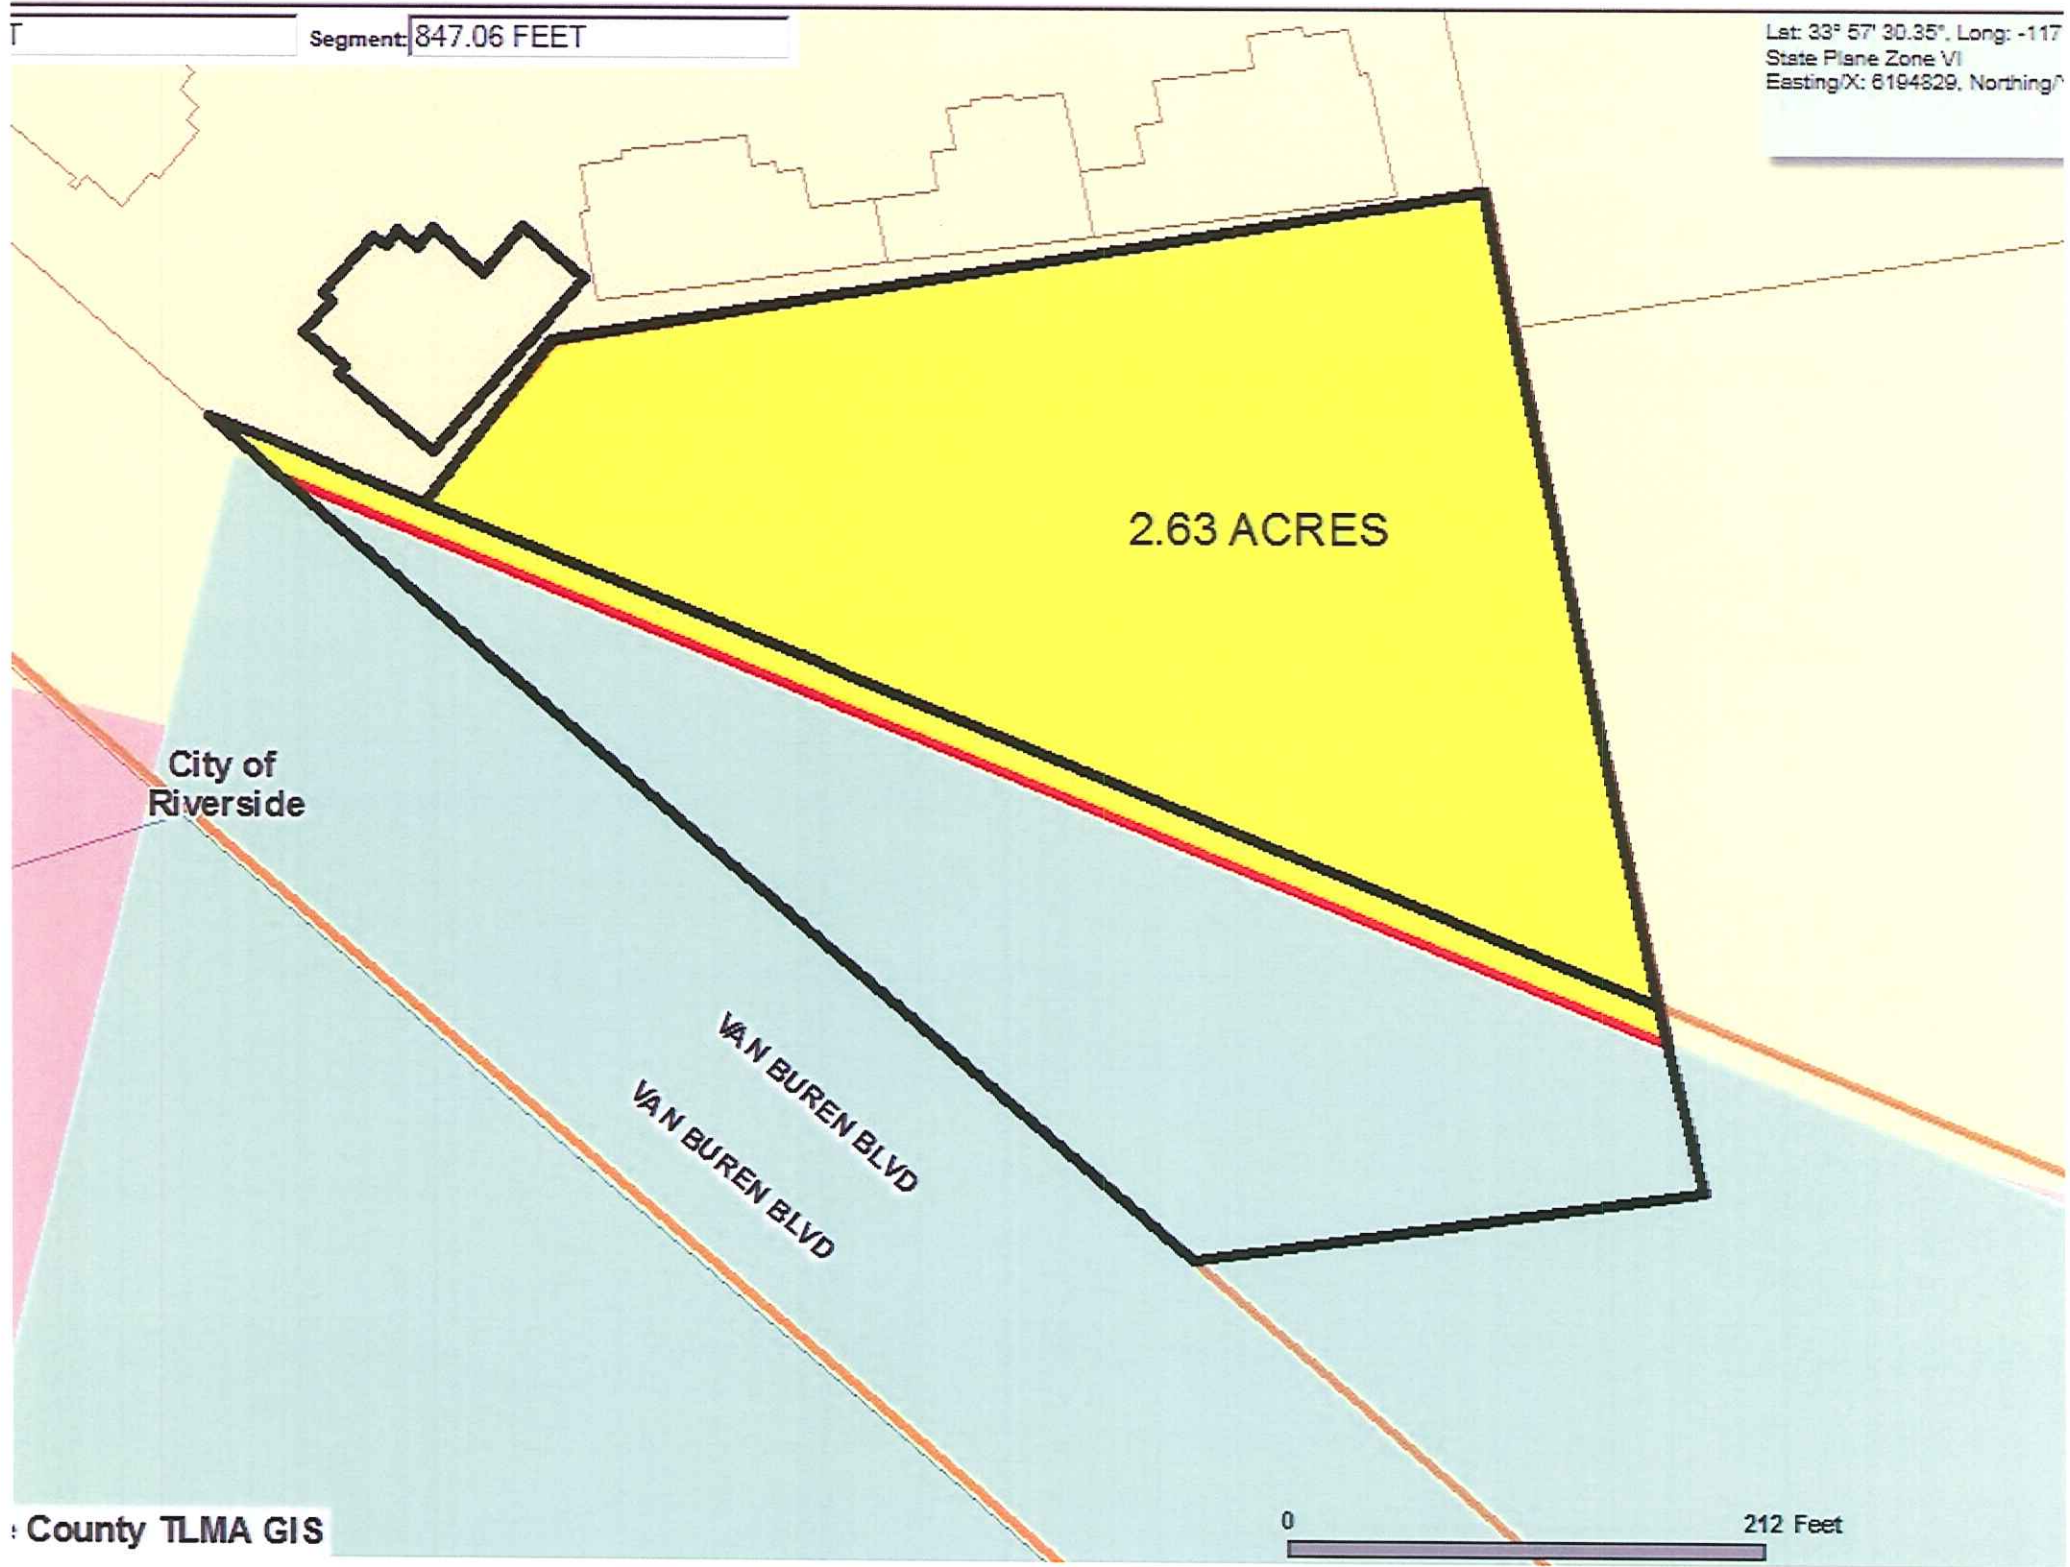 T
Segment: 847.06 FEET
Lat: 33° 57' 30.35", Long: -117
State Plane Zone VI
Easting/X: 6194829, Northing/
2.63 ACRES
City of
Riverside
VAN BUREN BLVD
VAN BUREN BLVD
County TLMA GIS
0
212 Feet